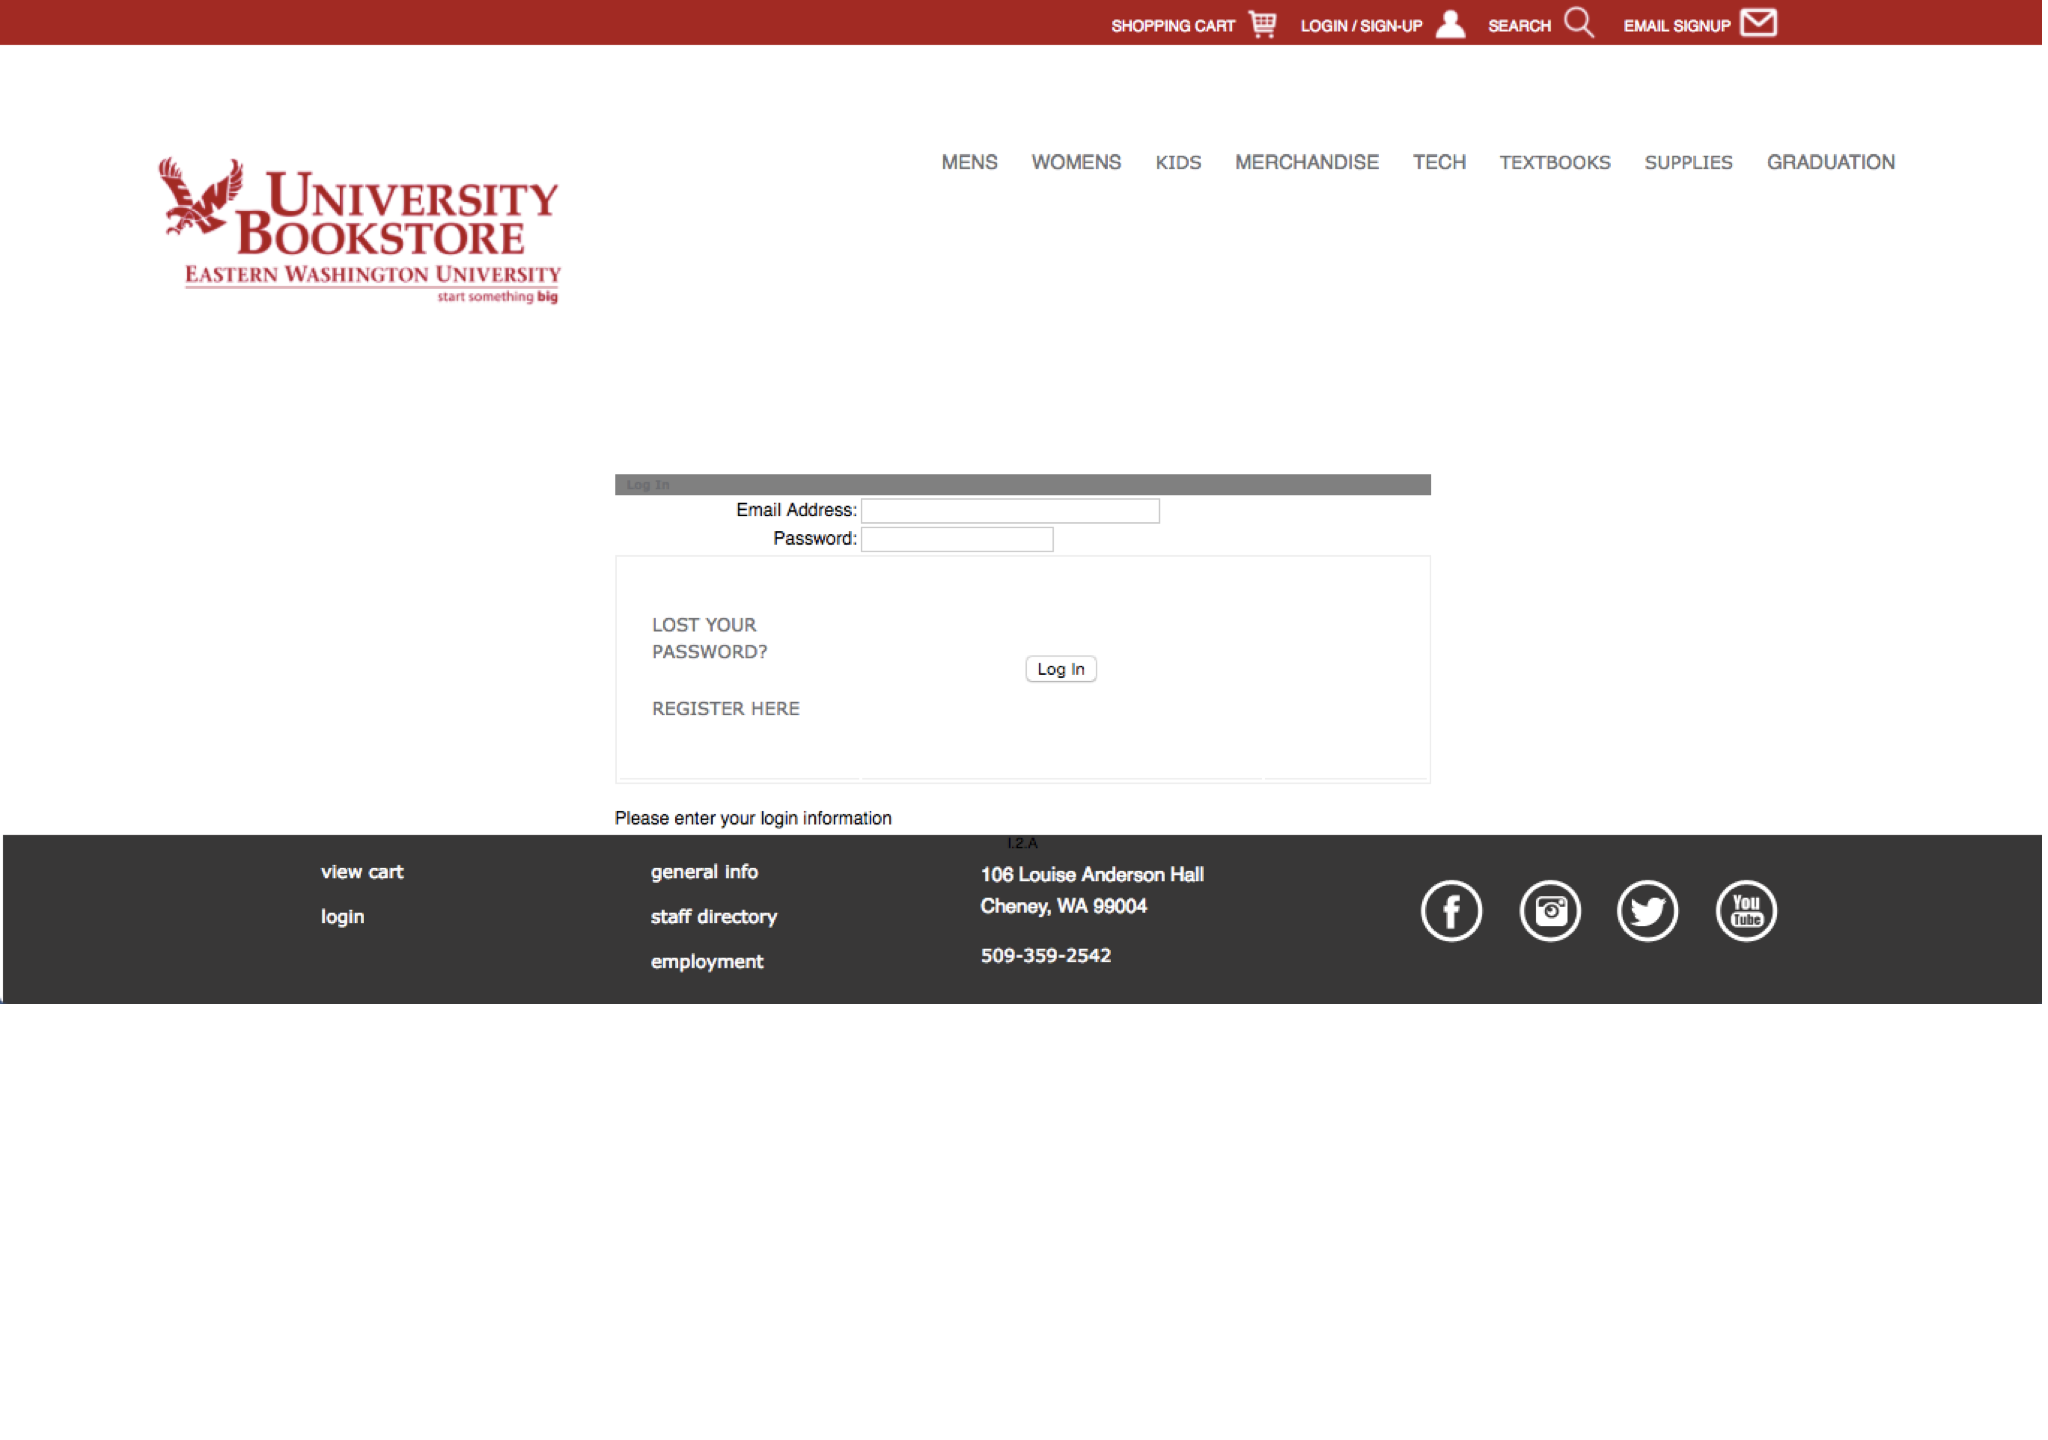 SHOPPING CART LOGIN / SIGN-UP SEARCH EMAIL SIGNUP
MENS WOMENS KIDS MERCHANDISE TECH TEXTBOOKS SUPPLIES GRADUATION
UNIVERSITY
BOOKSTORE
EASTERN WASHINGTON UNIVERSITY
start something big
Log In
Email Address:
Password:
LOST YOUR
PASSWORD?
Log In
REGISTER HERE
Please enter your login information
I.2.A
view cart
login
general info
staff directory
employment
106 Louise Anderson Hall
Cheney, WA 99004
509-359-2542
You
Tube